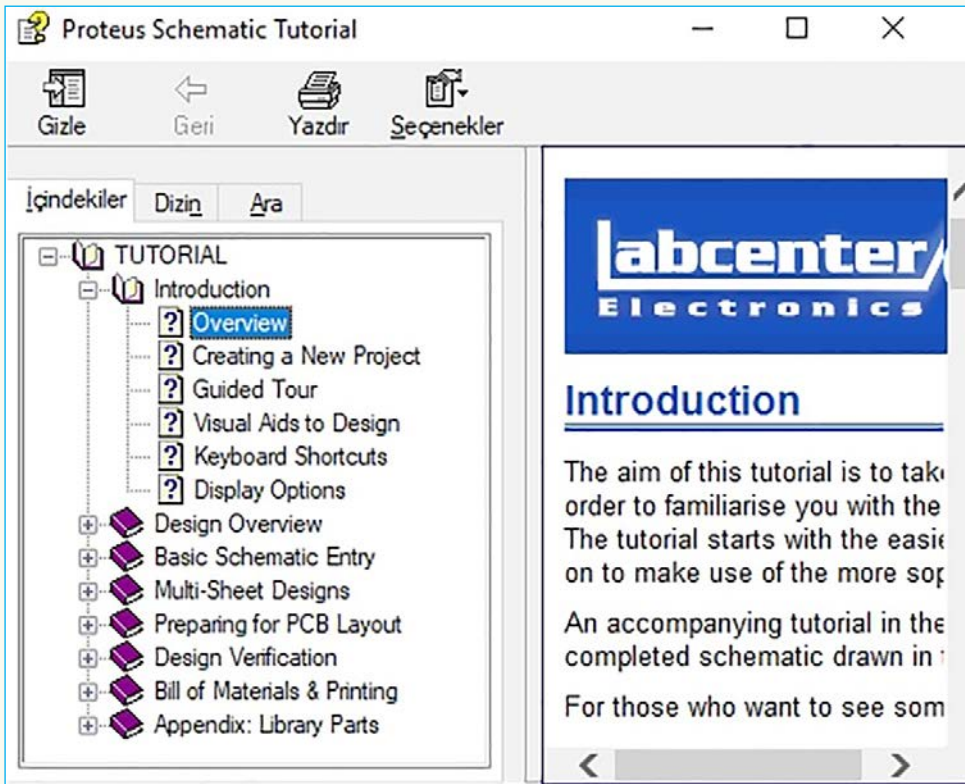 Proteus Schematic Tutorial
Gizle
Geri
Yazdır
Seçenekler
İçindekiler
Dizin
Ara
TUTORIAL
Introduction
Overview
Creating a New Project
Guided Tour
Visual Aids to Design
Keyboard Shortcuts
Display Options
Design Overview
Basic Schematic Entry
Multi-Sheet Designs
Preparing for PCB Layout
Design Verification
Bill of Materials & Printing
Appendix: Library Parts
labcenter
Electronics
Introduction
The aim of this tutorial is to
order to familiarise you with the
The tutorial starts with the
on to make use of the more
An accompanying tutorial in the
completed schematic drawn in
For those who want to see